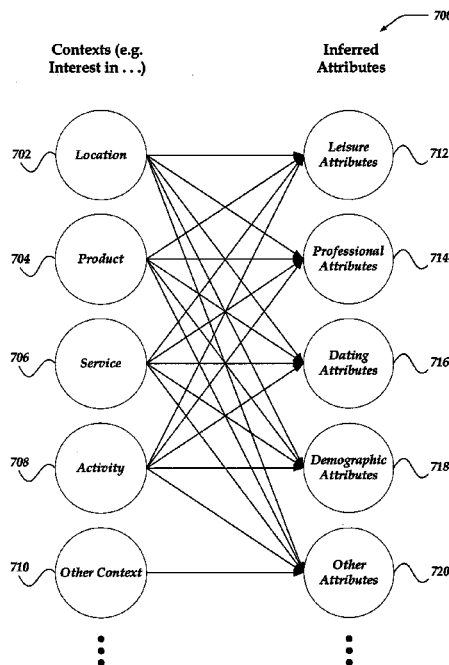 700
Contexts (e.g.
Interest in . . .)
Inferred
Attributes
702
Location
Leisure
Attributes
712
704
Product
Professional
Attributes
714
706
Service
Dating
Attributes
716
708
Activity
Demographic
Attributes
718
710
Other Context
Other
Attributes
720